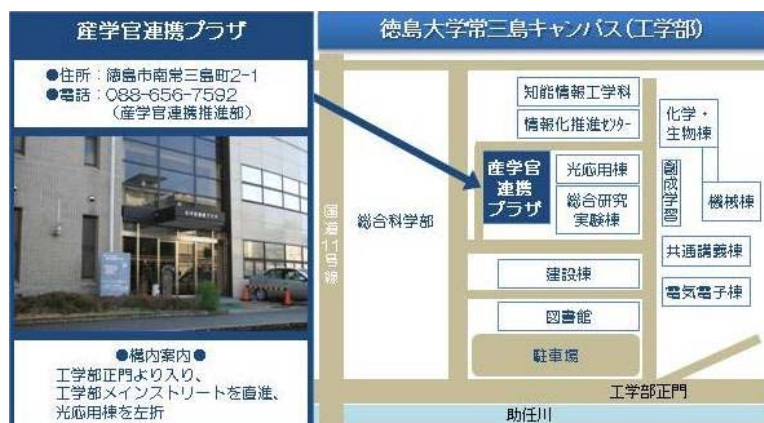 産学官連携プラザ
●住所：徳島市南常三島町2-1
●電話：088-656-7592
（産学官連携推進部）
●構内案内●
工学部正門より入り、
工学部メインストリートを直進、
光応用棟を左折
徳島大学常三島キャンパス(工学部)
国道11号線
総合科学部
知能情報工学科
情報化推進センター
産学官
連携
プラザ
光応用棟
総合研究
実験棟
建設棟
図書館
駐車場
化学・
生物棟
創成学習
機械棟
共通講義棟
電気電子棟
工学部正門
助任川